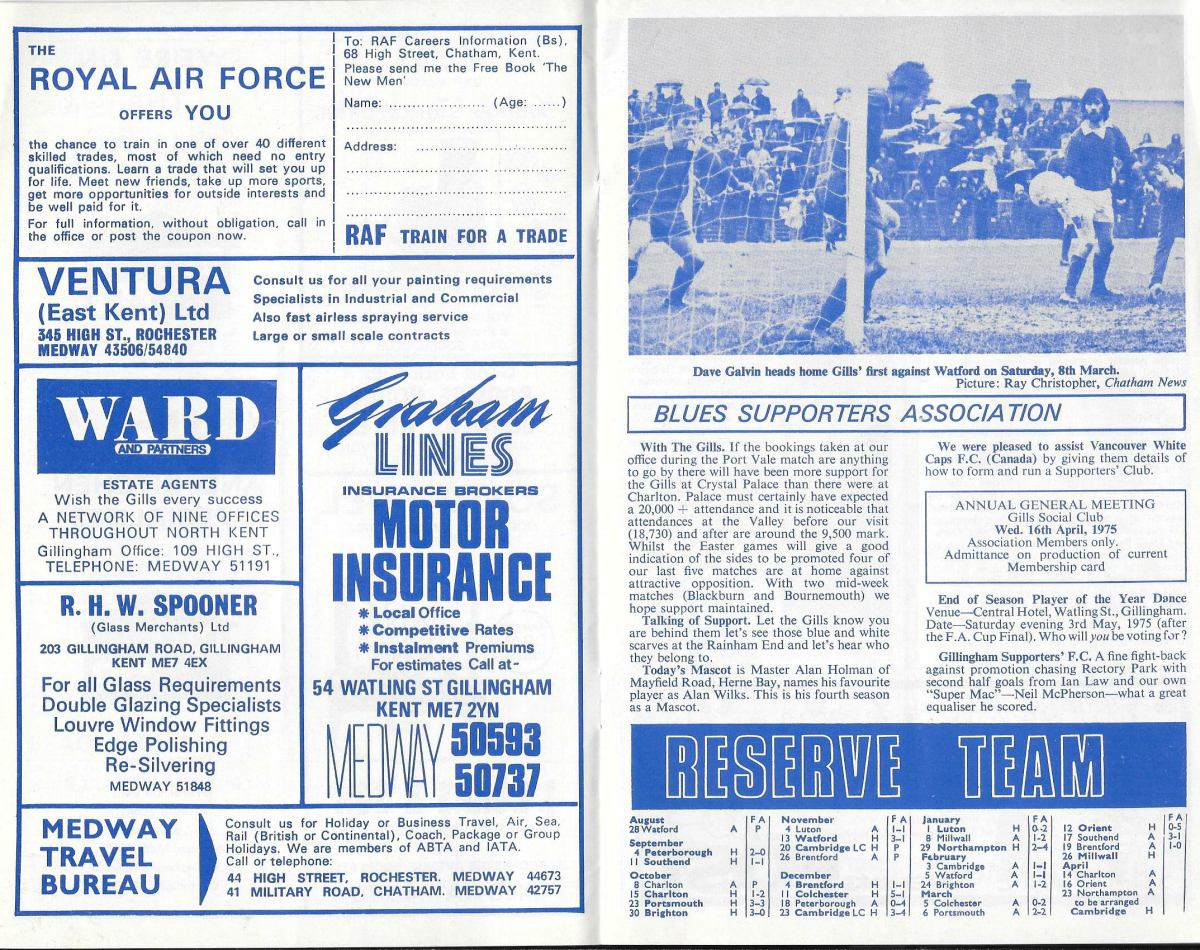 THE
ROYAL AIR FORCE
OFFERS YOU
the chance to train in one of over 40 different
skilled trades, most of which need no entry
qualifications. Learn a trade that will set you up
for life. Meet new friends, take up more sports,
get more opportunities for outside interests and
be well paid for it.
For full information, without obligation, call in
the office or post the coupon now.
To: RAF Careers Information (Bs),
68 High Street, Chatham, Kent.
Please send me the Free Book 'The
New Men'
Name: .................... (Age: ......)
Address:
RAF TRAIN FOR A TRADE
VENTURA
(East Kent) Ltd
345 HIGH ST., ROCHESTER
MEDWAY 43506/54840
Consult us for all your painting requirements
Specialists in Industrial and Commercial
Also fast airless spraying service
Large or small scale contracts
WARD
AND PARTNERS
ESTATE AGENTS
Wish the Gills every success
A NETWORK OF NINE OFFICES
THROUGHOUT NORTH KENT
Gillingham Office: 109 HIGH ST.,
TELEPHONE: MEDWAY 51191
R. H. W. SPOONER
(Glass Merchants) Ltd
203 GILLINGHAM ROAD, GILLINGHAM
KENT ME7 4EX
For all Glass Requirements
Double Glazing Specialists
Louvre Window Fittings
Edge Polishing
Re-Silvering
MEDWAY 51848
Graham
LINES
INSURANCE BROKERS
MOTOR
INSURANCE
* Local Office
* Competitive Rates
* Instalment Premiums
For estimates Call at-
54 WATLING ST GILLINGHAM
KENT ME7 2YN
MEDWAY 50593
50737
MEDWAY
TRAVEL
BUREAU
Consult us for Holiday or Business Travel, Air, Sea,
Rail (British or Continental), Coach, Package or Group
Holidays. We are members of ABTA and IATA.
Call or telephone:
44 HIGH STREET, ROCHESTER. MEDWAY 44673
41 MILITARY ROAD, CHATHAM. MEDWAY 42757
Dave Galvin heads home Gills' first against Watford on Saturday, 8th March.
Picture: Ray Christopher, Chatham News
BLUES SUPPORTERS ASSOCIATION
With The Gills. If the bookings taken at our
office during the Port Vale match are anything
to go by there will have been more support for
the Gills at Crystal Palace than there were at
Charlton. Palace must certainly have expected
a 20,000 + attendance and it is noticeable that
attendances at the Valley before our visit
(18,730) and after are around the 9,500 mark.
Whilst the Easter games will give a good
indication of the sides to be promoted four of
our last five matches are at home against
attractive opposition. With two mid-week
matches (Blackburn and Bournemouth) we
hope support maintained.
Talking of Support. Let the Gills know you
are behind them let's see those blue and white
scarves at the Rainham End and let's hear who
they belong to.
Today's Mascot is Master Alan Holman of
Mayfield Road, Herne Bay, names his favourite
player as Alan Wilks. This is his fourth season
as a Mascot.
We were pleased to assist Vancouver White
Caps F.C. (Canada) by giving them details of
how to form and run a Supporters' Club.
ANNUAL GENERAL MEETING
Gills Social Club
Wed. 16th April, 1975
Association Members only.
Admittance on production of current
Membership card
End of Season Player of the Year Dance
Venue—Central Hotel, Watling St., Gillingham.
Date—Saturday evening 3rd May, 1975 (after
the F.A. Cup Final). Who will you be voting for?
Gillingham Supporters' F.C. A fine fight-back
against promotion chasing Rectory Park with
second half goals from Ian Law and our own
"Super Mac"—Neil McPherson—what a great
equaliser he scored.
RESERVE TEAM
August F A
28 Watford A P
September
4 Peterborough H 2–0
11 Southend H 1–1
October
8 Charlton A P
15 Charlton H 1-2
23 Portsmouth H 3–3
30 Brighton H 3–0
November F A
4 Luton A 1–1
13 Watford H 3–1
20 Cambridge LC H P
26 Brentford A P
December
4 Brentford H 1–1
11 Colchester H 5–1
18 Peterborough A 0–4
23 Cambridge LC H 3–4
January F A
1 Luton H 0–2
8 Millwall A 1–2
29 Northampton H 2–4
February
3 Cambridge A 1–1
5 Watford A 1–1
24 Brighton A 1–2
March
5 Colchester A 0–2
6 Portsmouth A 2–2
F A
12 Orient H 0–5
17 Southend A 3–1
19 Brentford A 1–0
26 Millwall H
April
14 Charlton A
16 Orient A
23 Northampton A
to be arranged
Cambridge H